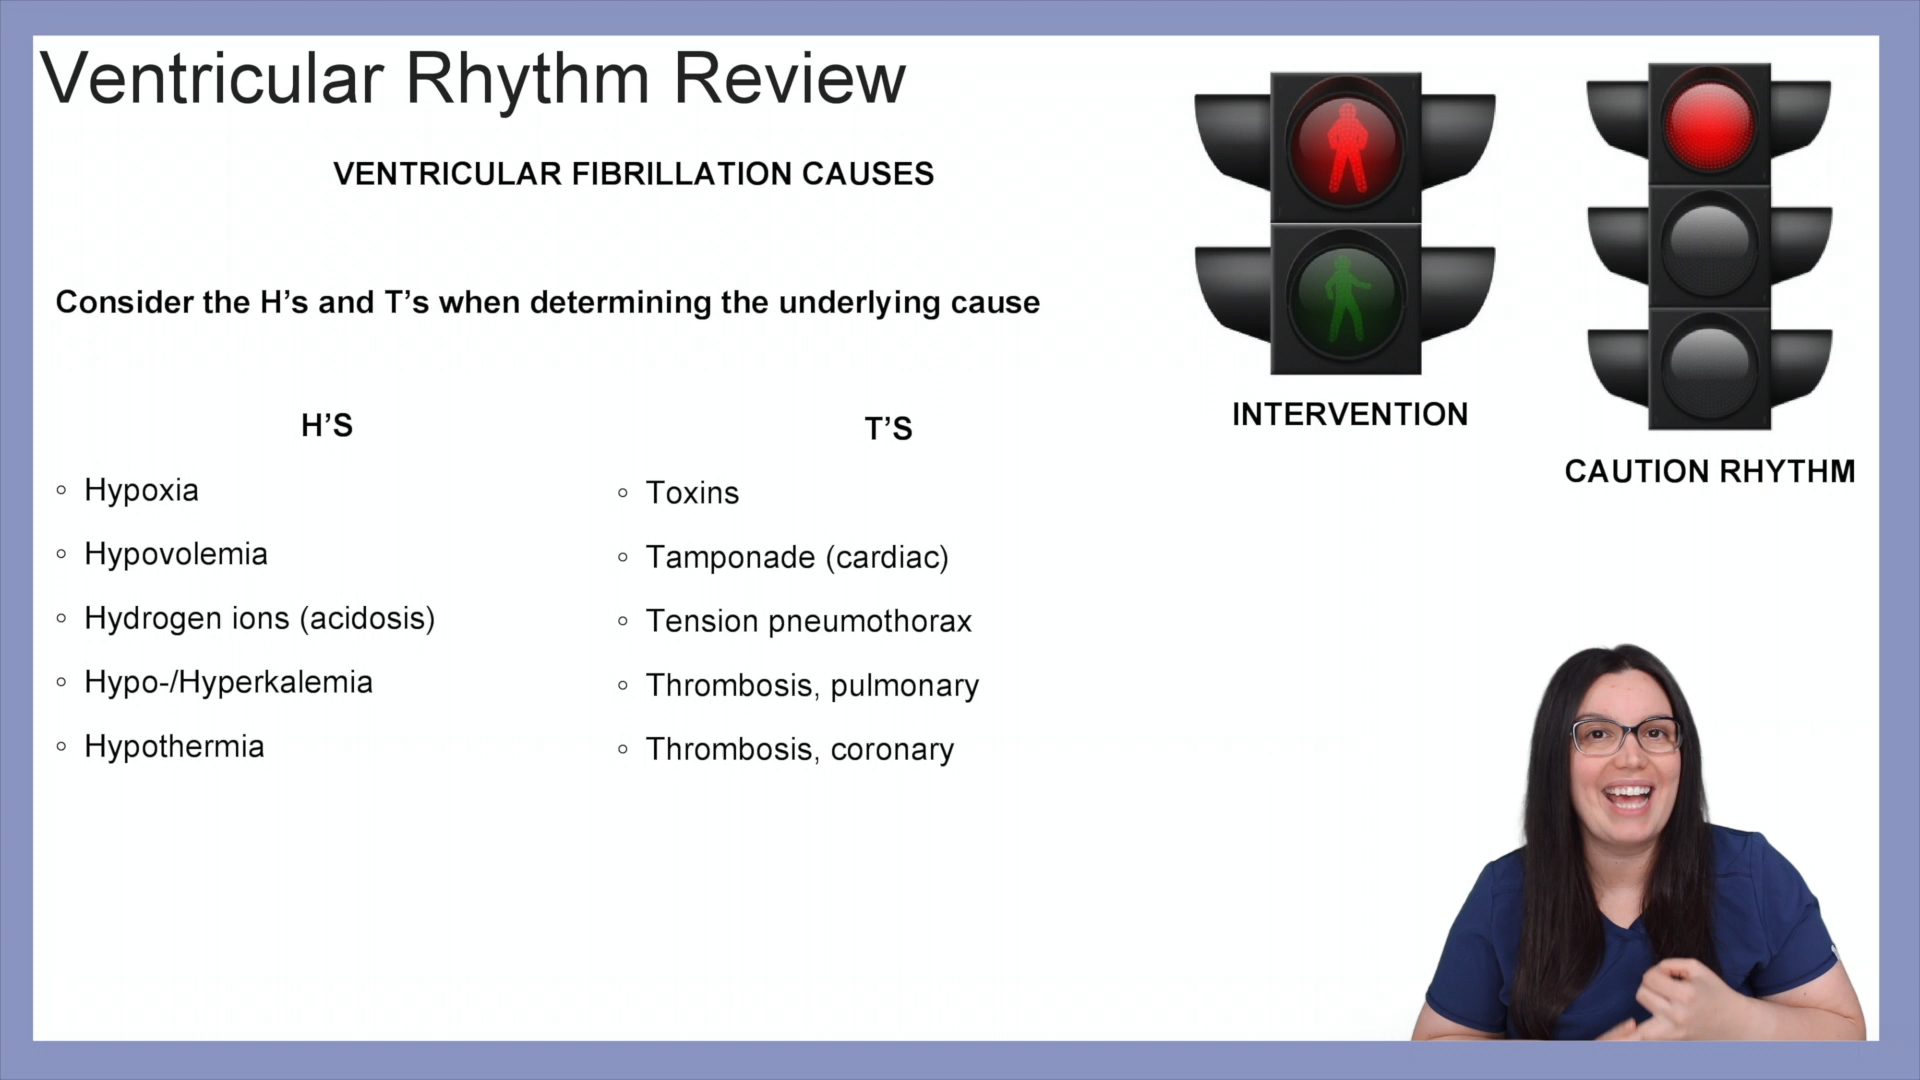 Ventricular Rhythm Review
VENTRICULAR FIBRILLATION CAUSES
Consider the H’s and T’s when determining the underlying cause
H’S
Hypoxia
Hypovolemia
Hydrogen ions (acidosis)
Hypo-/Hyperkalemia
Hypothermia
T’S
Toxins
Tamponade (cardiac)
Tension pneumothorax
Thrombosis, pulmonary
Thrombosis, coronary
INTERVENTION
CAUTION RHYTHM